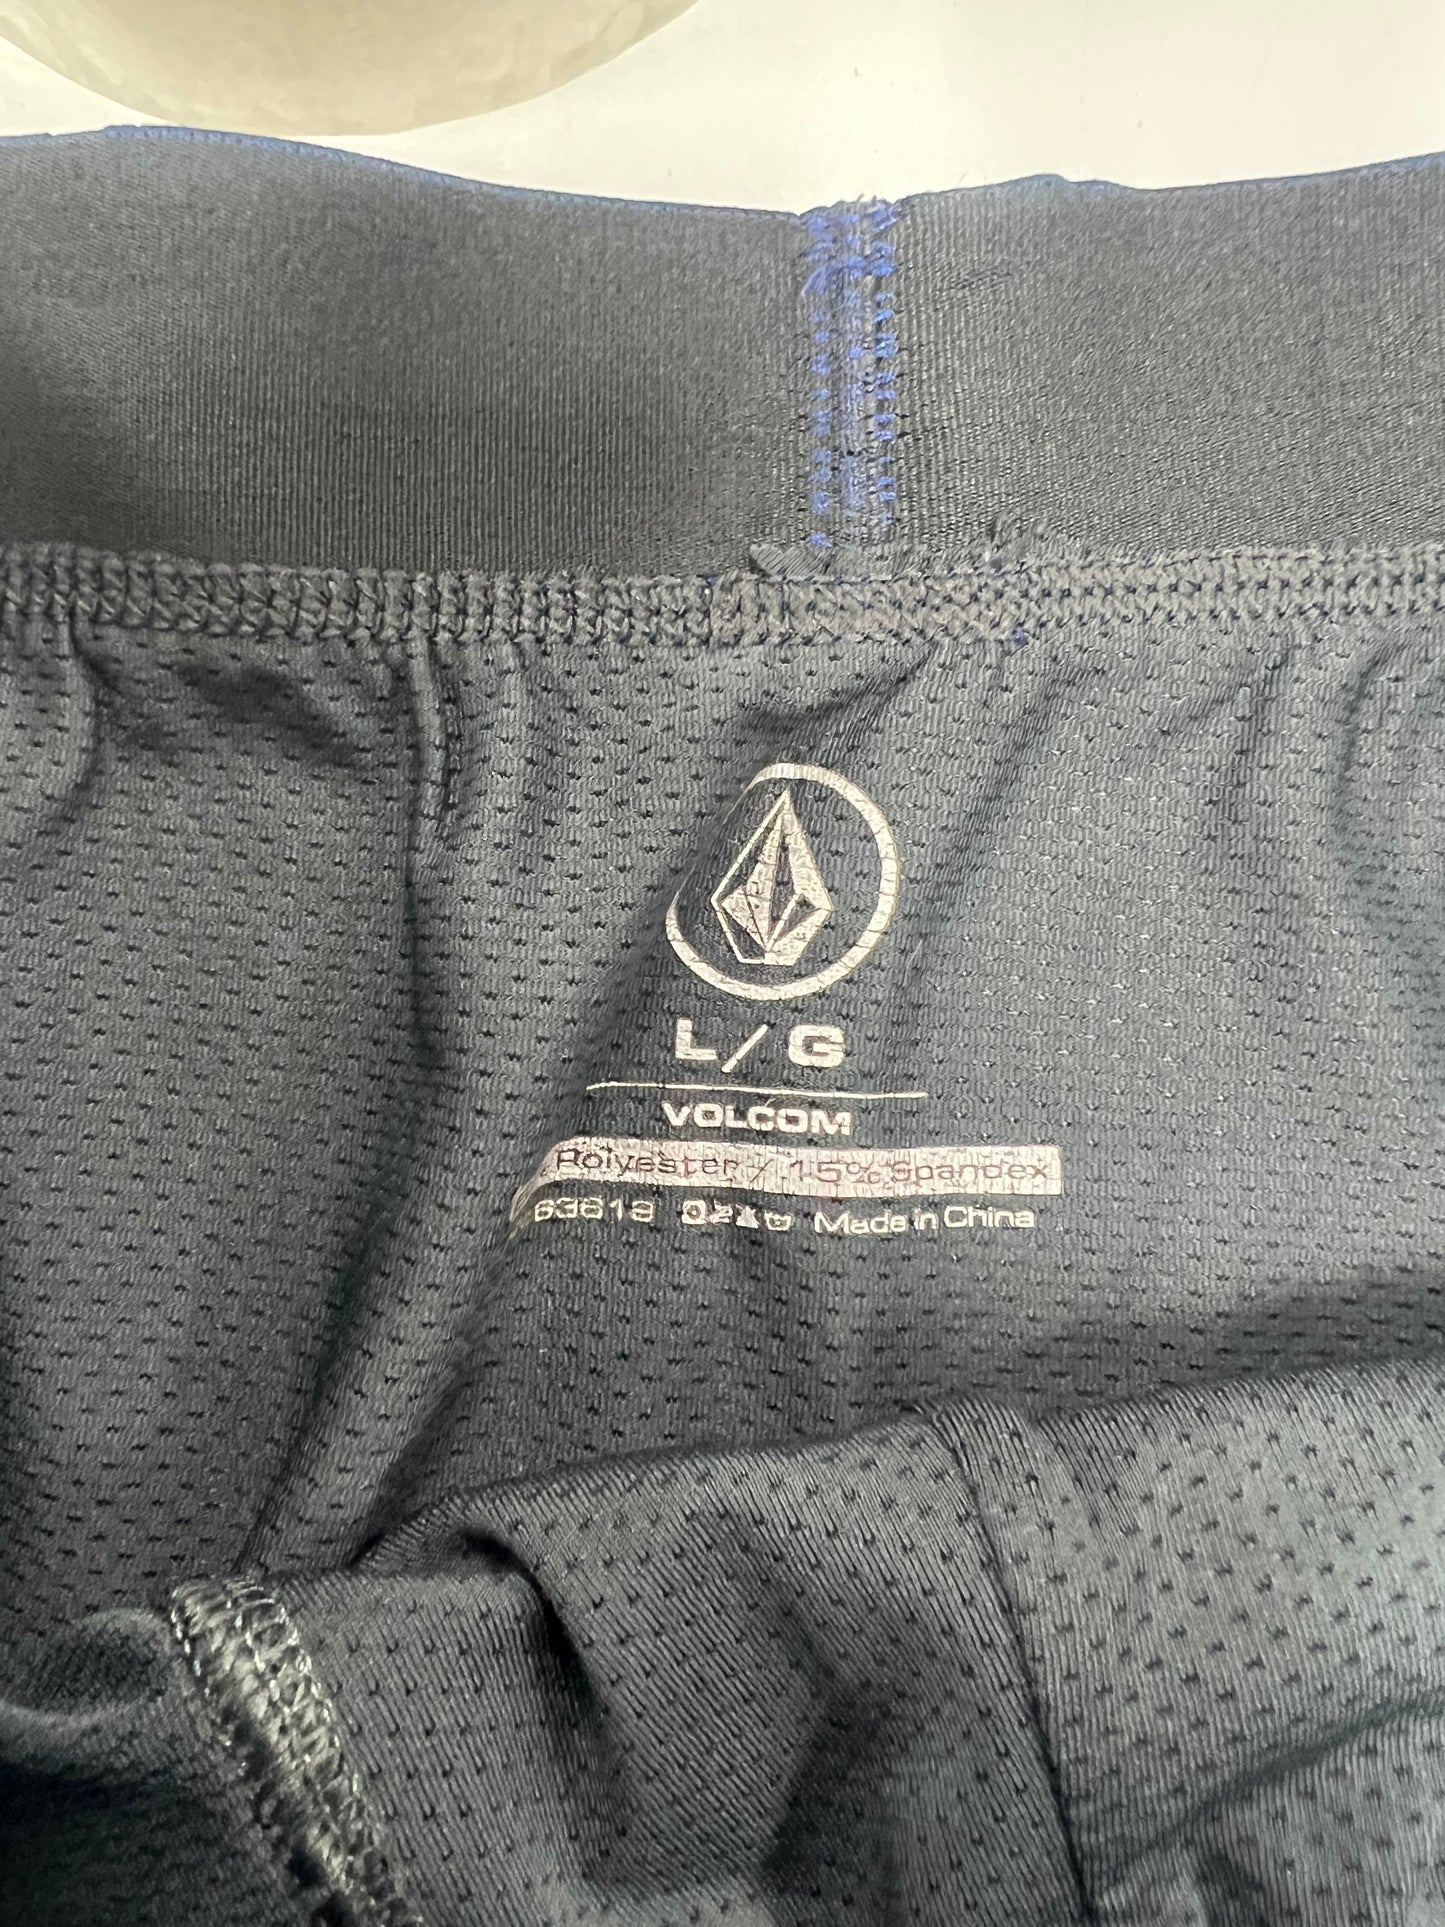 L/G
VOLCOM
Polyester / 15% Spandex
Made in China